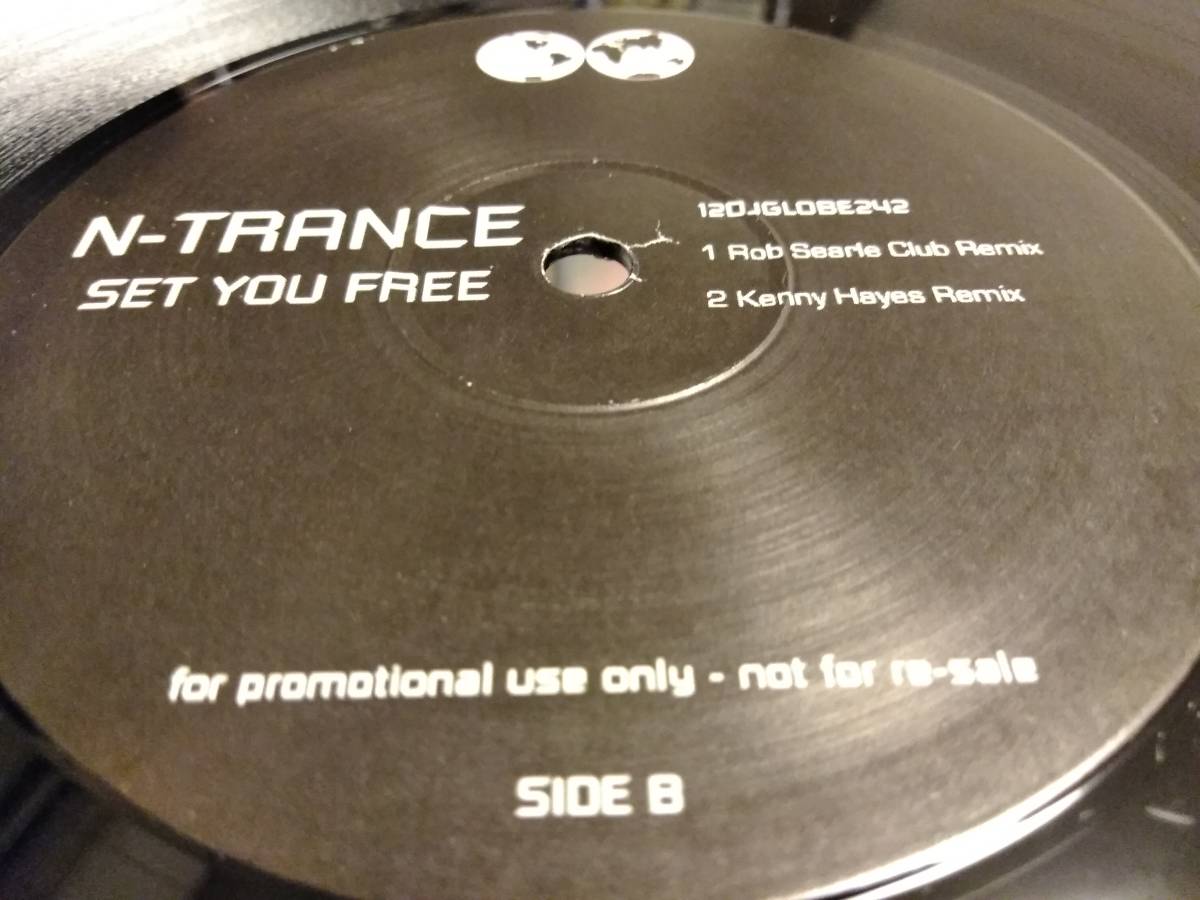 N-TRANCE
SET YOU FREE
12DJGLOBE242
1 Rob Searle Club Remix
2 Kenny Hayes Remix
for promotional use only - not for re-sale
SIDE B